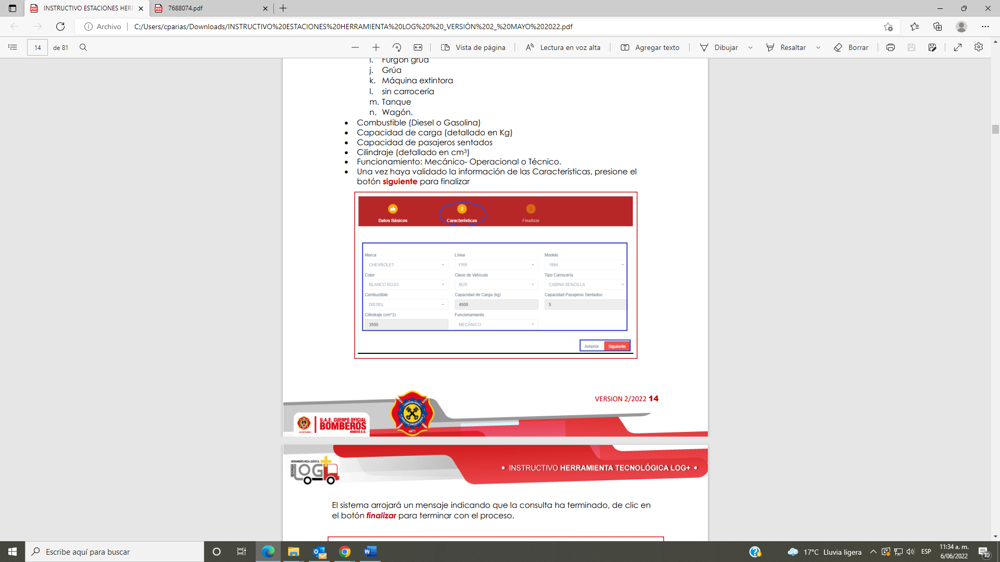 INSTRUCTIVO ESTACIONES HERR
7688074.pdf
Archivo
C:/Users/cparias/Downloads/INSTRUCTIVO%20ESTACIONES%20HERRAMIENTA%20LOG%20%20_VERSIÓN%202_%20MAYO%202022.pdf
14 de 81
Vista de página
Lectura en voz alta
Agregar texto
Dibujar
Resaltar
Borrar
i. Furgón grúa
j. Grúa
k. Máquina extintora
l. sin carrocería
m. Tanque
n. Wagón.
• Combustible (Diesel o Gasolina)
• Capacidad de carga (detallado en Kg)
• Capacidad de pasajeros sentados
• Cilindraje (detallado en cm³)
• Funcionamiento: Mecánico- Operacional o Técnico.
• Una vez haya validado la información de las Características, presione el
botón siguiente para finalizar
2
Datos Básicos Características Finalizar
Marca Línea Modelo
CHEVROLET FRR 1994
Color Clase de Vehículo Tipo Carrocería
BLANCO ROJO BUS CABINA SENCILLA
Combustible Capacidad de Carga (kg) Capacidad Pasajeros Sentados
DIESEL 4500 5
Cilindraje (cm^3) Funcionamiento
3500 MECÁNICO
Anterior Siguiente
VERSION 2/2022 14
U.A.E. CUERPO OFICIAL
BOMBEROS
BOGOTÁ D.C.
HERRAMIENTA MESA LOGÍSTICA
LOG
• INSTRUCTIVO HERRAMIENTA TECNOLÓGICA LOG+ •
El sistema arrojará un mensaje indicando que la consulta ha terminado, de clic en
el botón finalizar para terminar con el proceso.
Escribe aquí para buscar
17°C Lluvia ligera
ESP
11:34 a. m.
6/06/2022
10